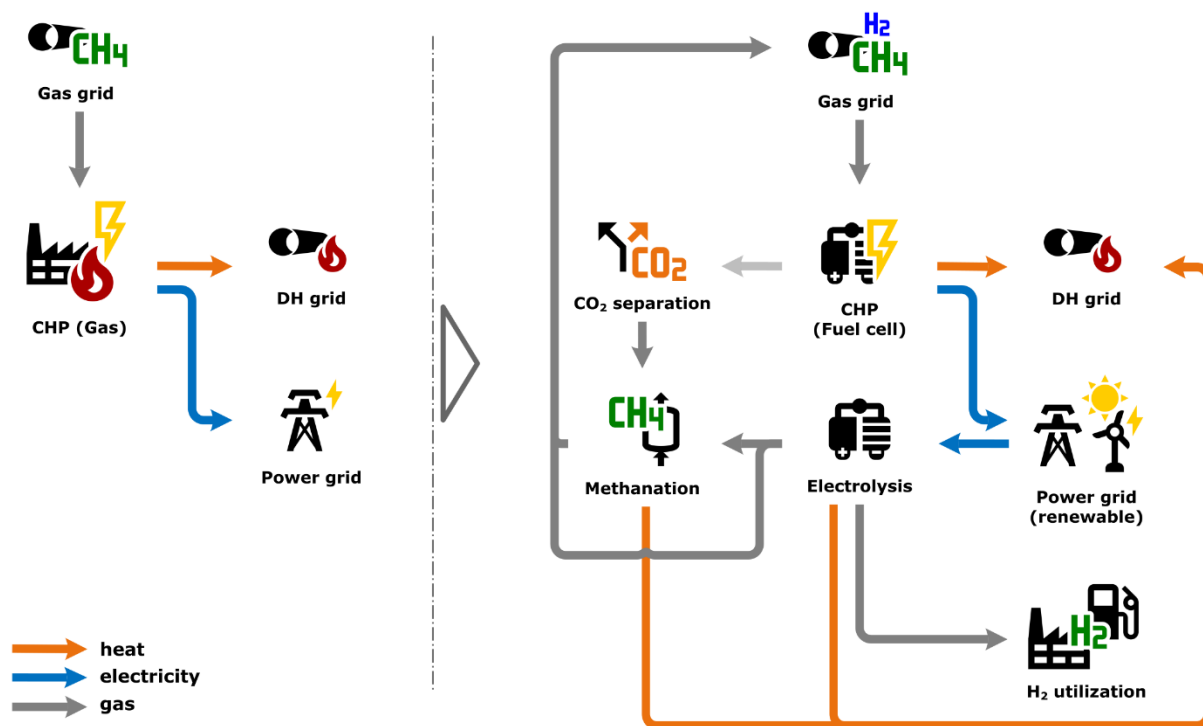 CH4
Gas grid
CHP (Gas)
DH grid
Power grid
heat
electricity
gas
H2
CH4
Gas grid
CO2
CO₂ separation
CHP
(Fuel cell)
DH grid
CH4
Methanation
Electrolysis
Power grid
(renewable)
H2
H₂ utilization